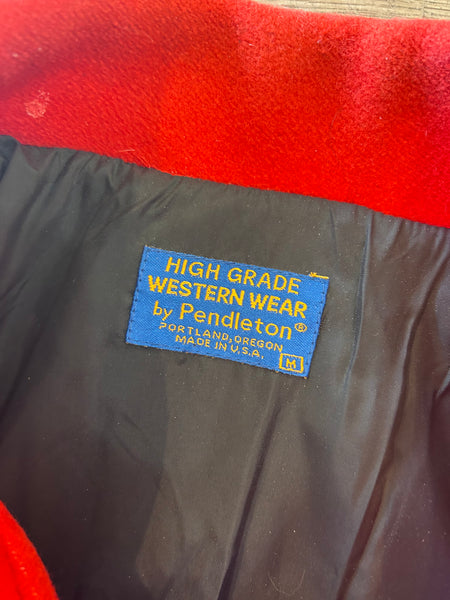 HIGH GRADE
WESTERN WEAR
by Pendleton®
PORTLAND, OREGON
MADE IN U.S.A.
M